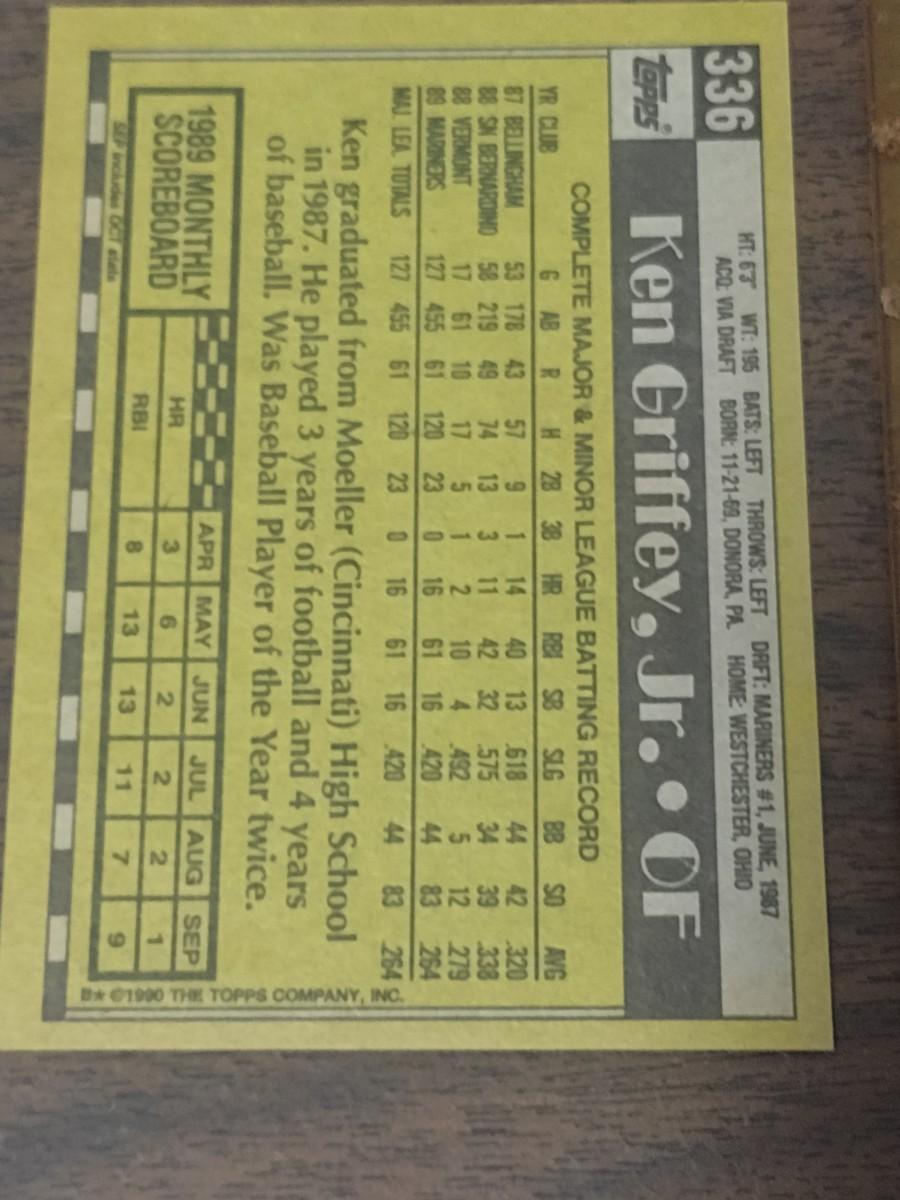 336
HT: 6'3" WT: 195 BATS: LEFT THROWS: LEFT DRFT: MARINERS #1, JUNE, 1987
ACQ: VIA DRAFT BORN: 11-21-69, DONORA, PA. HOME: WESTCHESTER, OHIO
TOPPS®
Ken Griffey, Jr. • OF
COMPLETE MAJOR & MINOR LEAGUE BATTING RECORD
YR CLUB G AB R H 2B 3B HR RBI SB SLG BB SO AVG
87 BELLINGHAM 53 178 43 57 9 1 14 40 13 .618 44 42 .320
88 SN BERNARDINO 58 219 49 74 13 3 11 42 32 .575 34 39 .338
88 VERMONT 17 61 10 17 5 1 2 10 4 .492 5 12 .279
89 MARINERS 127 455 61 120 23 0 16 61 16 .420 44 83 .264
MAJ. LEA. TOTALS 127 455 61 120 23 0 16 61 16 .420 44 83 .264
Ken graduated from Moeller (Cincinnati) High School
in 1987. He played 3 years of football and 4 years
of baseball. Was Baseball Player of the Year twice.
1989 MONTHLY
SCOREBOARD
APR MAY JUN JUL AUG SEP
HR 3 6 2 2 2 1
RBI 8 13 13 11 7 9
SEP includes OCT stats
B* ©1990 THE TOPPS COMPANY, INC.